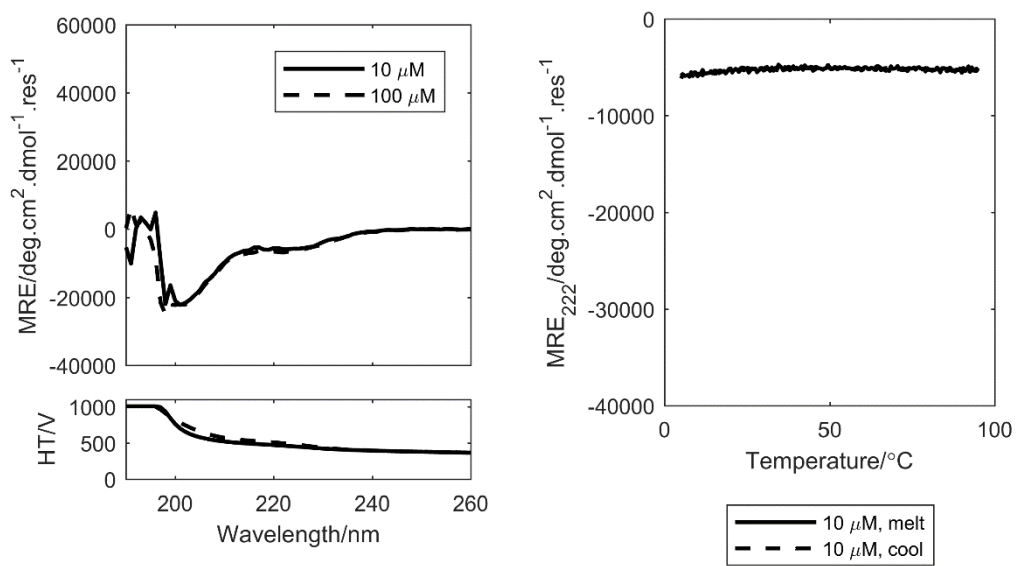 60000
40000
20000
0
-20000
-40000
MRE/deg.cm².dmol⁻¹.res⁻¹
10 μM
100 μM
1000
500
0
HT/V
200
220
240
260
Wavelength/nm
0
-10000
-20000
-30000
-40000
MRE₂₂₂/deg.cm².dmol⁻¹.res⁻¹
0
50
100
Temperature/°C
10 μM, melt
10 μM, cool